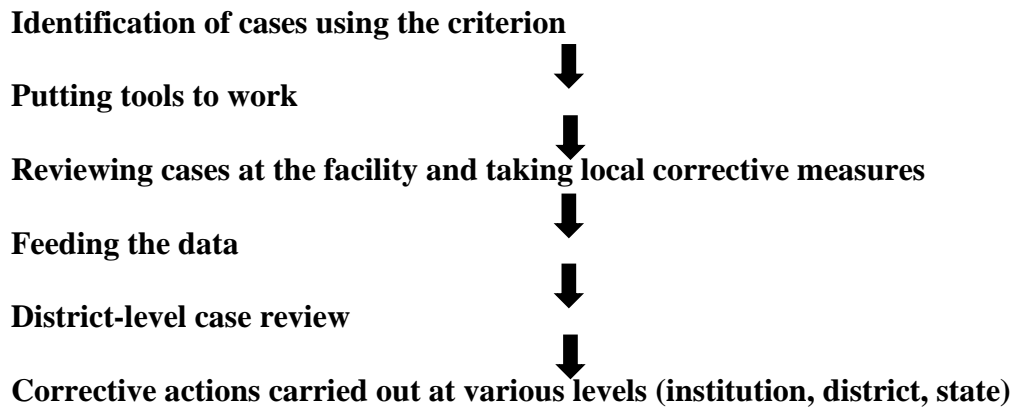 Identification of cases using the criterion
Putting tools to work
Reviewing cases at the facility and taking local corrective measures
Feeding the data
District-level case review
Corrective actions carried out at various levels (institution, district, state)